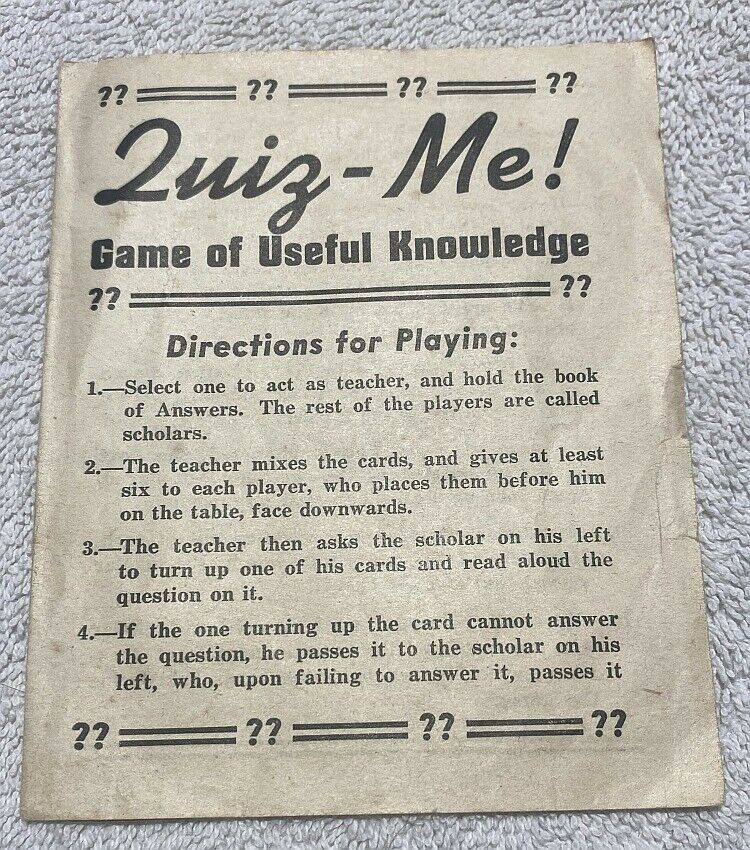 ?? ?? ?? ??
Quiz-Me!
Game of Useful Knowledge
?? ??
Directions for Playing:
1.—Select one to act as teacher, and hold the book
of Answers. The rest of the players are called
scholars.
2.—The teacher mixes the cards, and gives at least
six to each player, who places them before him
on the table, face downwards.
3.—The teacher then asks the scholar on his left
to turn up one of his cards and read aloud the
question on it.
4.—If the one turning up the card cannot answer
the question, he passes it to the scholar on his
left, who, upon failing to answer it, passes it
?? ?? ?? ??